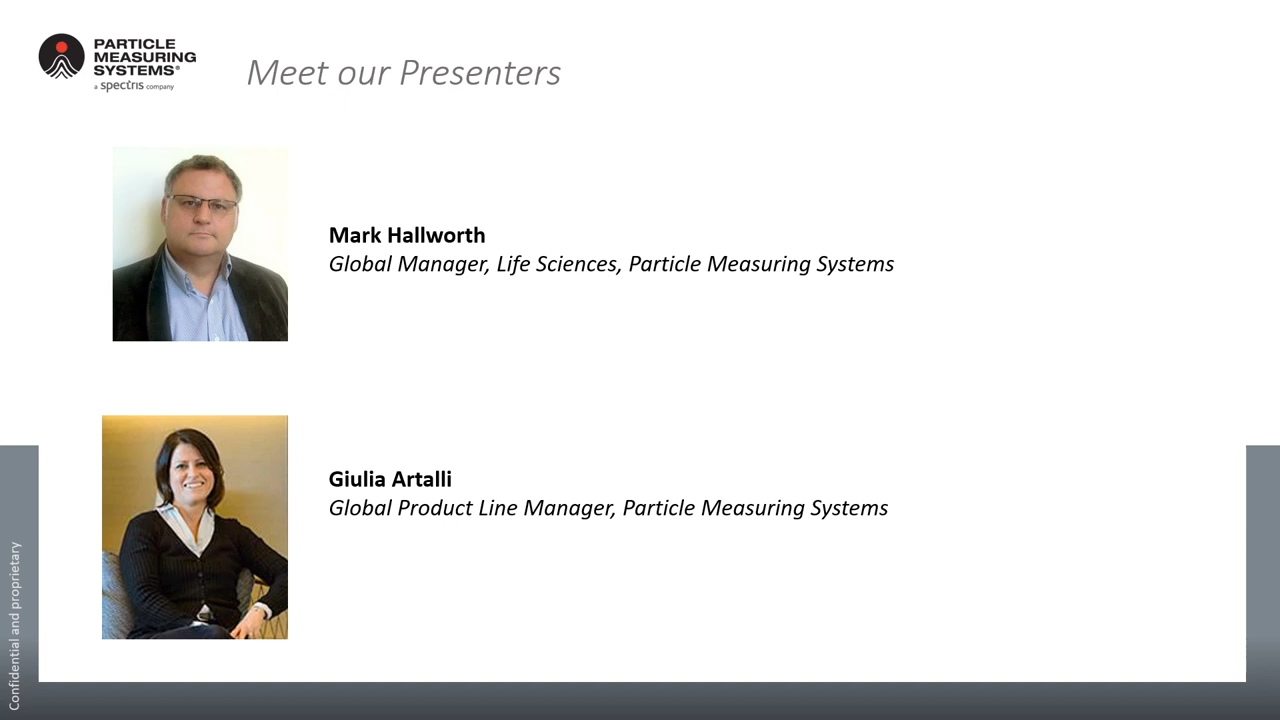 PARTICLE
MEASURING
SYSTEMS®
a spectris company
Meet our Presenters
Mark Hallworth
Global Manager, Life Sciences, Particle Measuring Systems
Giulia Artalli
Global Product Line Manager, Particle Measuring Systems
Confidential and proprietary